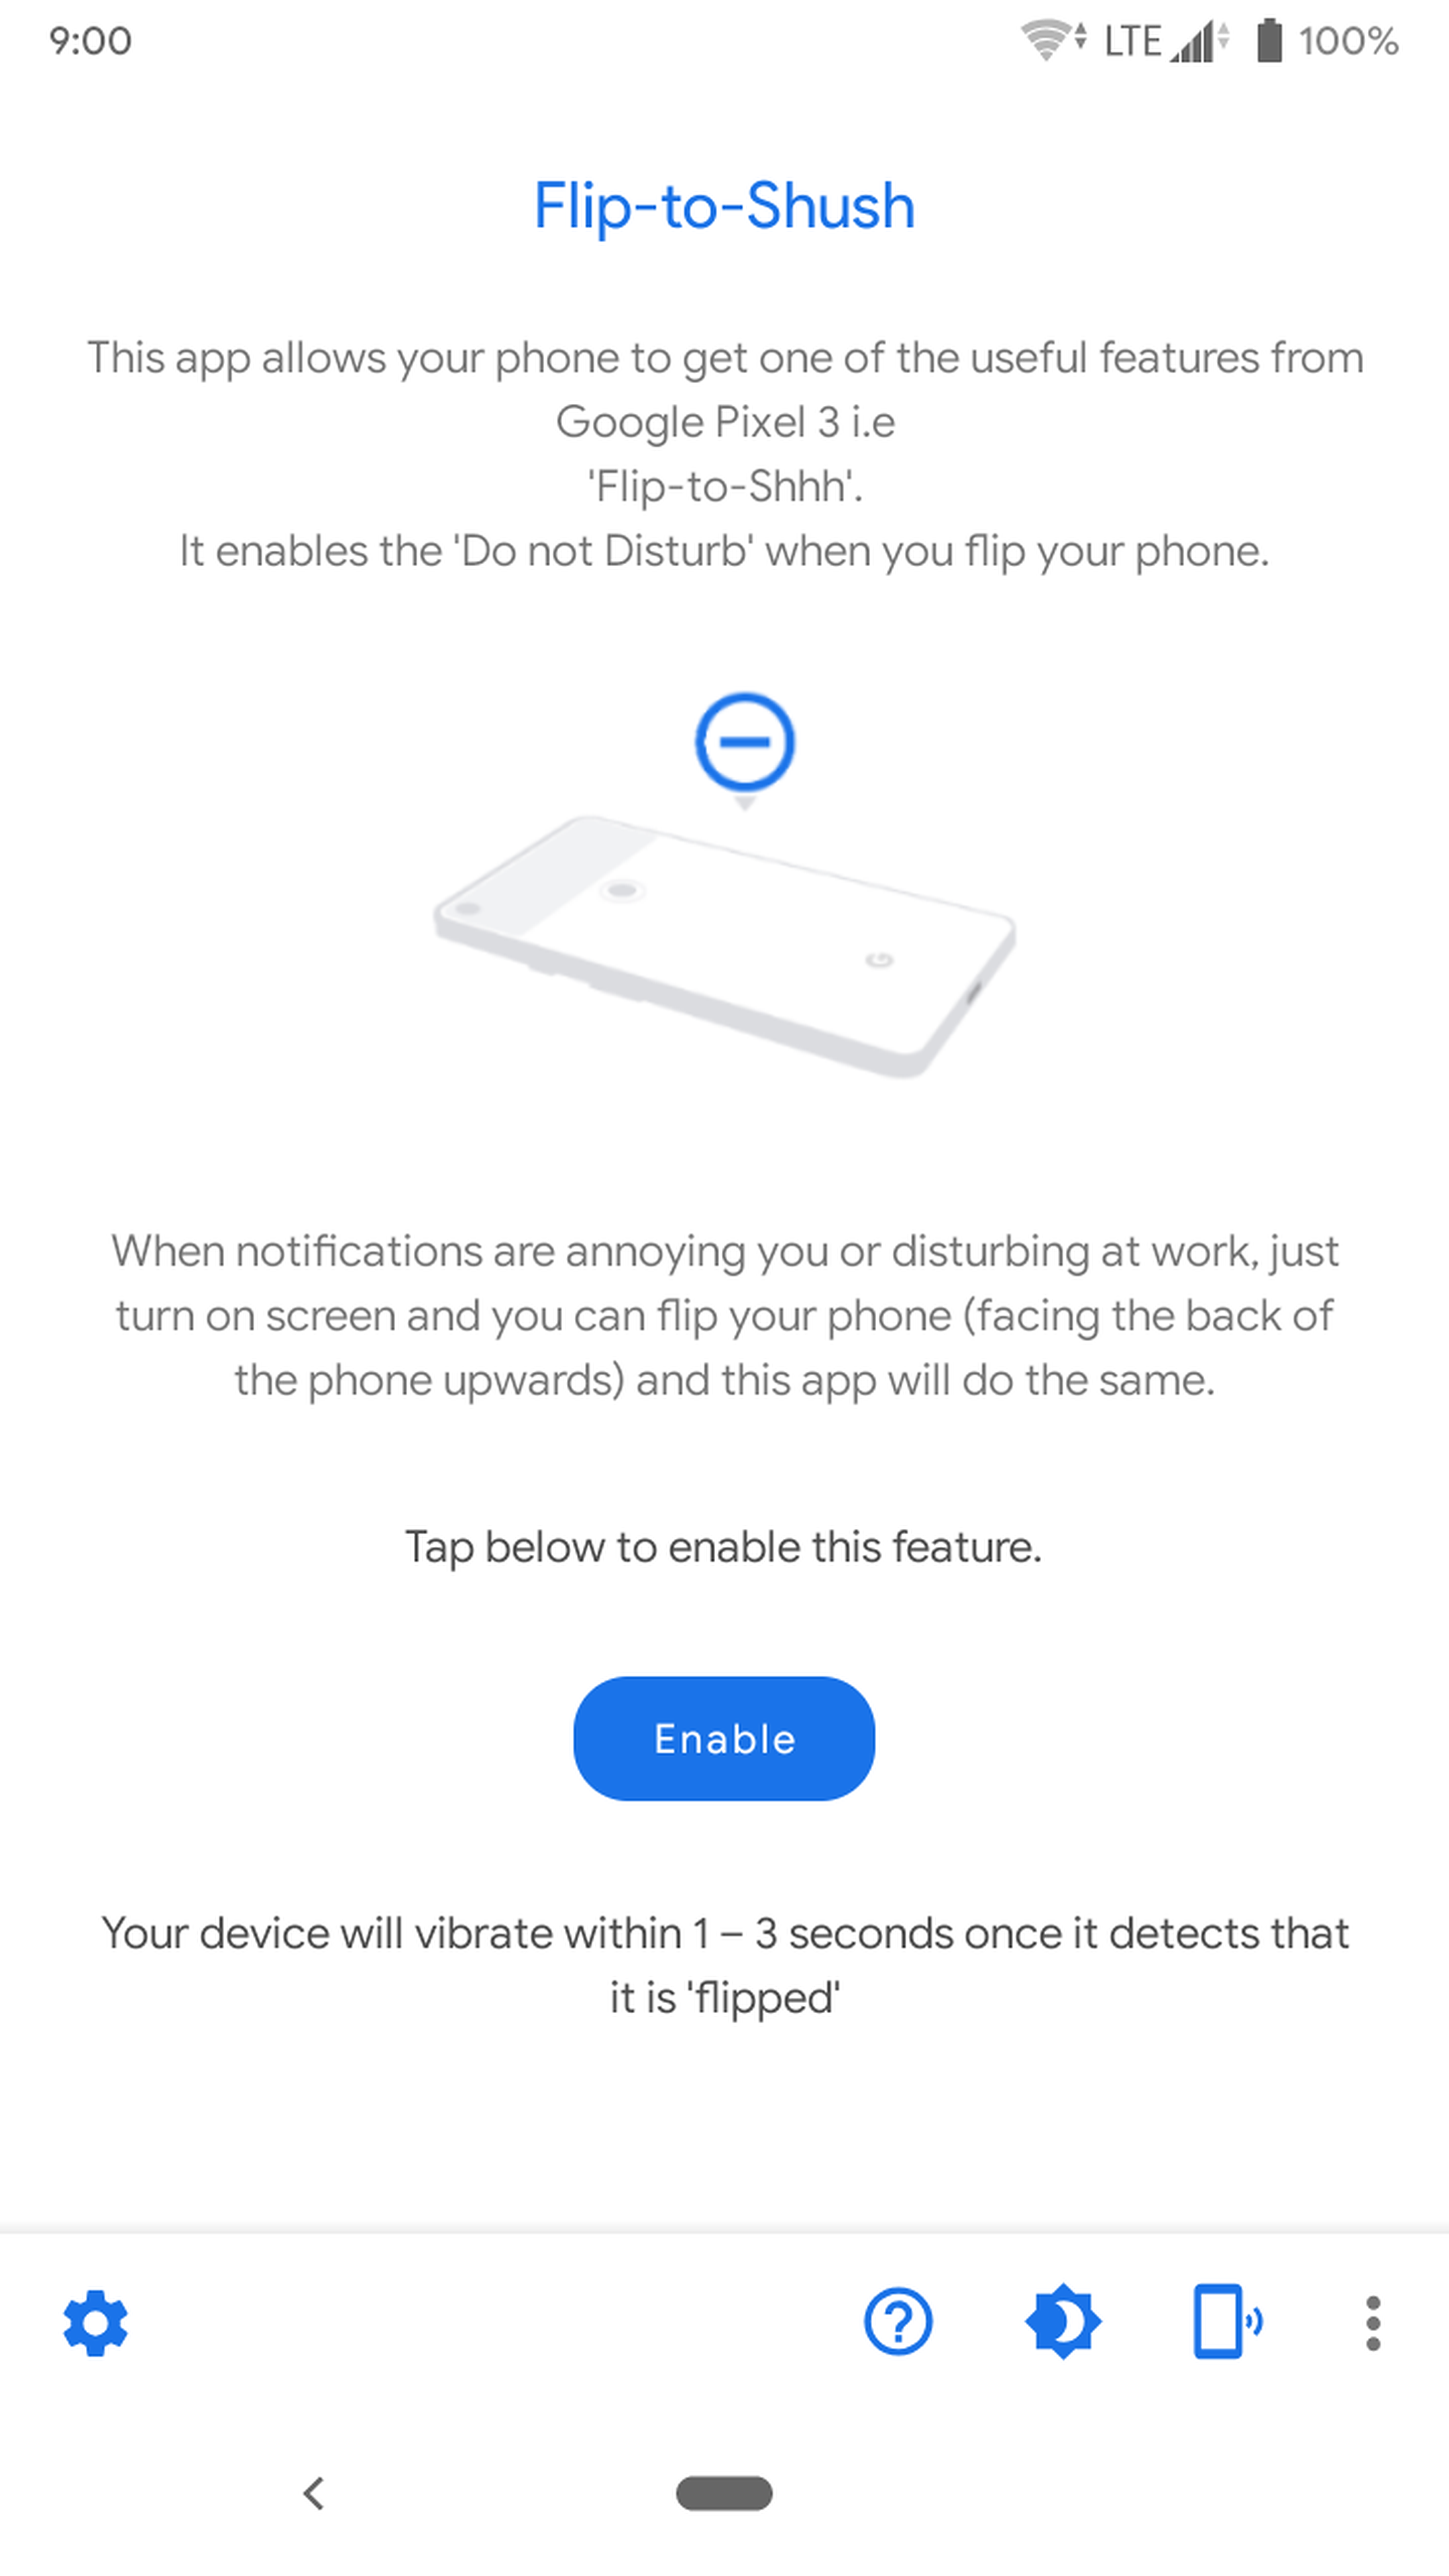 9:00
LTE
100%
Flip-to-Shush
This app allows your phone to get one of the useful features from
Google Pixel 3 i.e
'Flip-to-Shhh'.
It enables the 'Do not Disturb' when you flip your phone.
When notifications are annoying you or disturbing at work, just
turn on screen and you can flip your phone (facing the back of
the phone upwards) and this app will do the same.
Tap below to enable this feature.
Enable
Your device will vibrate within 1 – 3 seconds once it detects that
it is 'flipped'